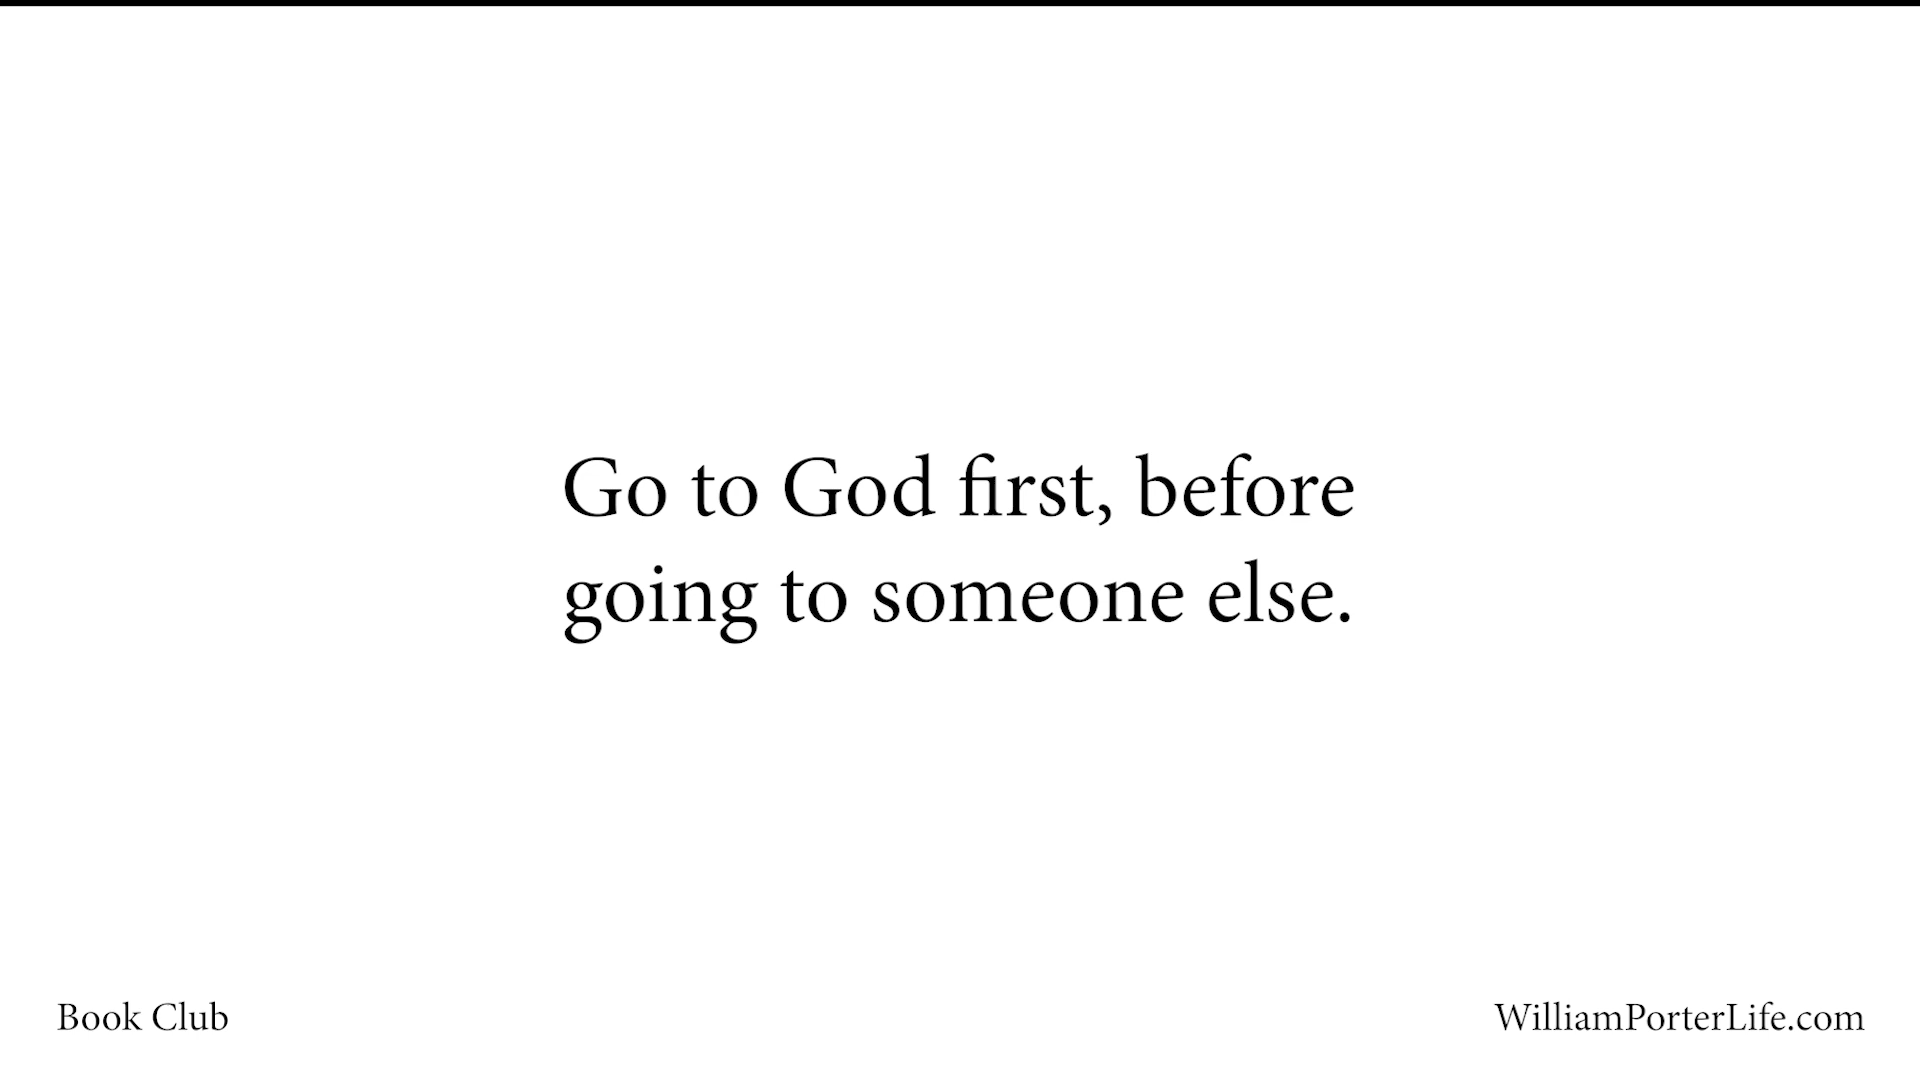 Go to God first, before
going to someone else.
Book Club
WilliamPorterLife.com